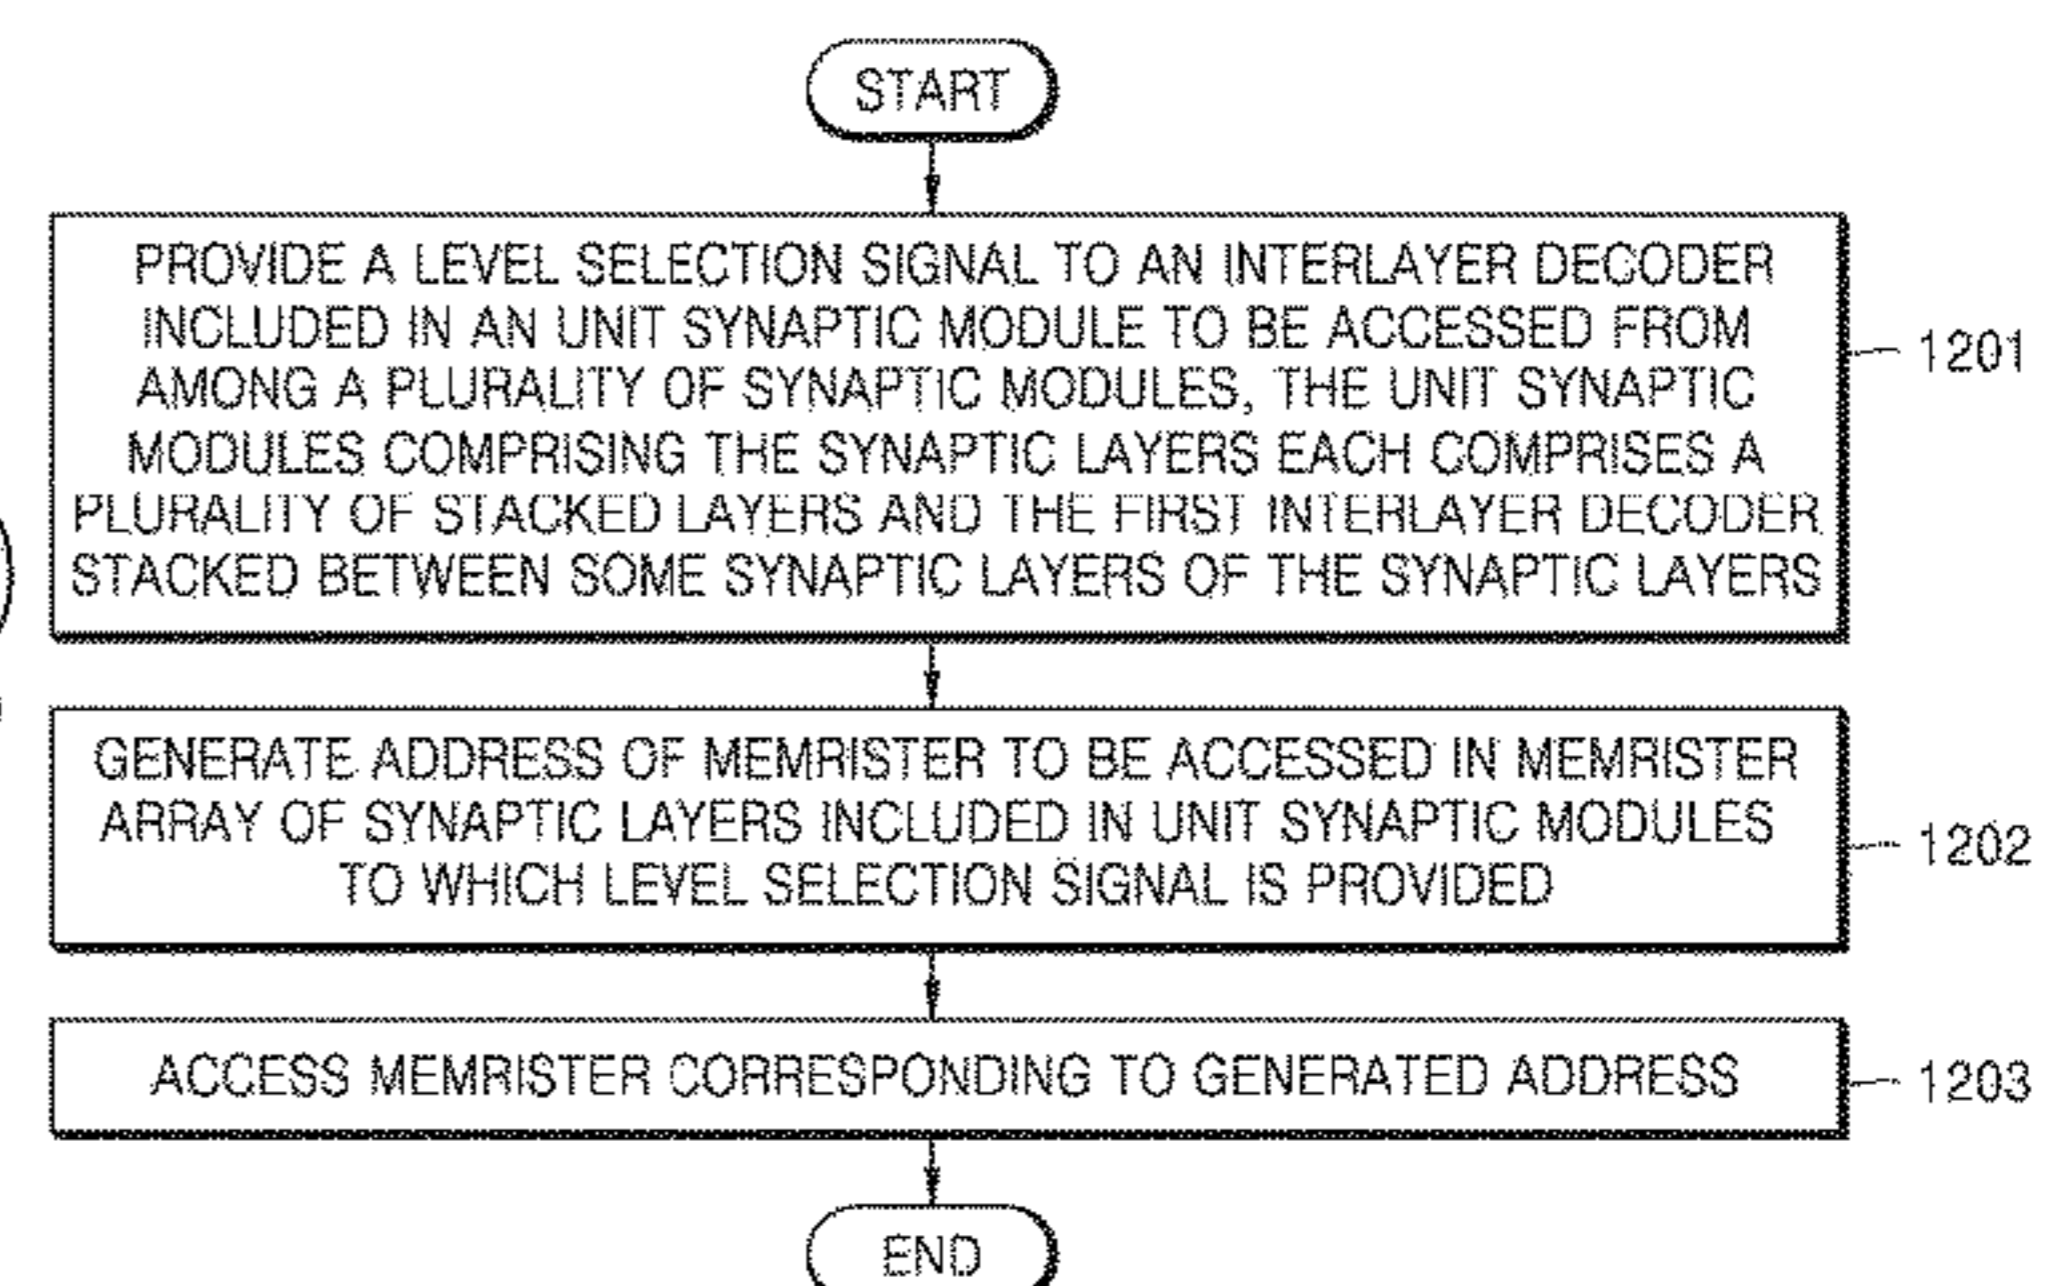 START
PROVIDE A LEVEL SELECTION SIGNAL TO AN INTERLAYER DECODER
INCLUDED IN AN UNIT SYNAPTIC MODULE TO BE ACCESSED FROM
AMONG A PLURALITY OF SYNAPTIC MODULES, THE UNIT SYNAPTIC
MODULES COMPRISING THE SYNAPTIC LAYERS EACH COMPRISES A
PLURALITY OF STACKED LAYERS AND THE FIRST INTERLAYER DECODER
STACKED BETWEEN SOME SYNAPTIC LAYERS OF THE SYNAPTIC LAYERS
1201
GENERATE ADDRESS OF MEMRISTER TO BE ACCESSED IN MEMRISTER
ARRAY OF SYNAPTIC LAYERS INCLUDED IN UNIT SYNAPTIC MODULES
TO WHICH LEVEL SELECTION SIGNAL IS PROVIDED
1202
ACCESS MEMRISTER CORRESPONDING TO GENERATED ADDRESS
1203
END